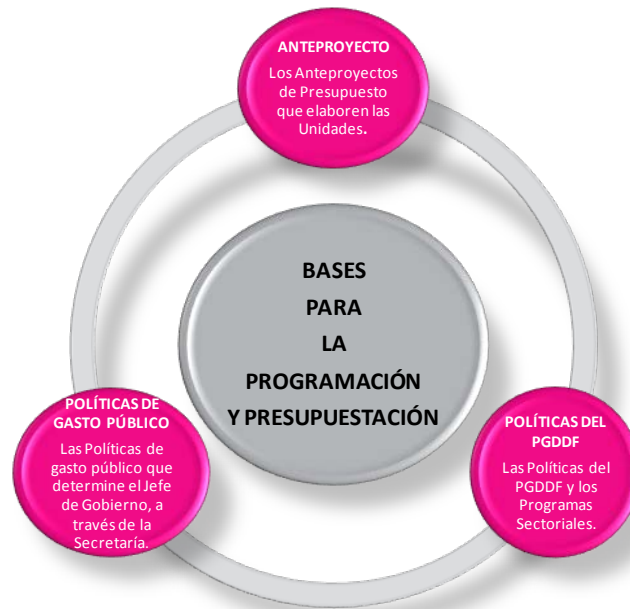 ANTEPROYECTO
Los Anteproyectos
de Presupuesto
que elaboren las
Unidades.
BASES
PARA
LA
PROGRAMACIÓN
Y PRESUPUESTACIÓN
POLÍTICAS DE
GASTO PÚBLICO
Las Políticas de
gasto público que
determine el Jefe
de Gobierno, a
través de la
Secretaría.
POLÍTICAS DEL
PGDDF
Las Políticas del
PGDDF y los
Programas
Sectoriales.